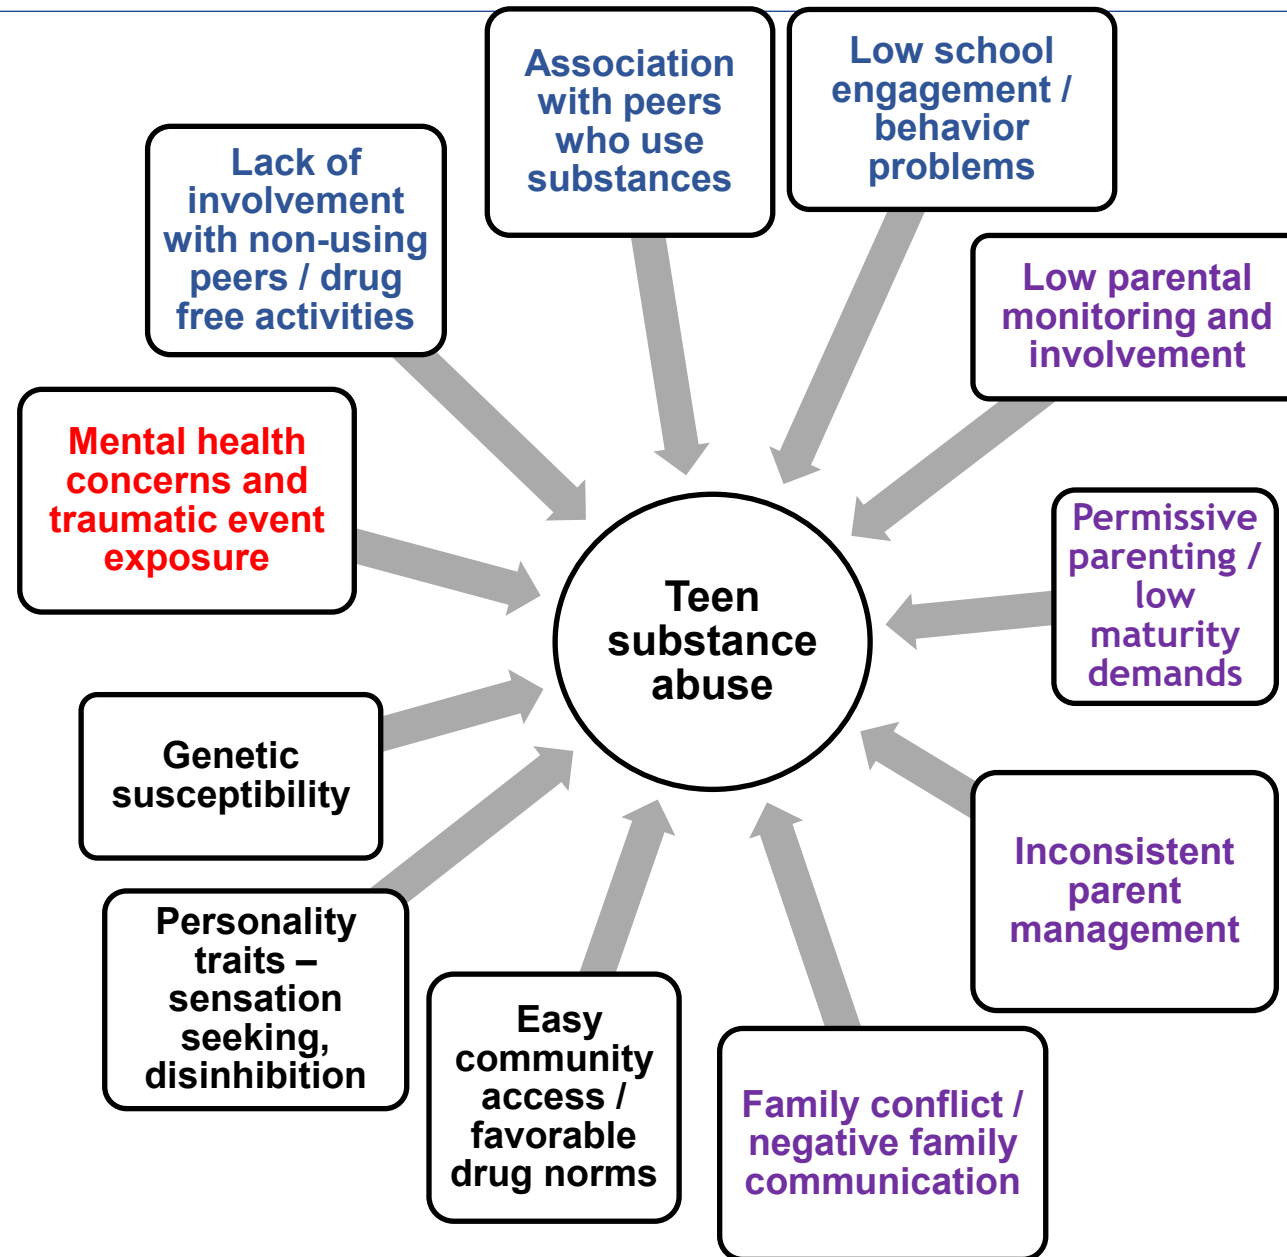 Association
with peers
who use
substances
Low school
engagement /
behavior
problems
Lack of
involvement
with non-using
peers / drug
free activities
Low parental
monitoring and
involvement
Mental health
concerns and
traumatic event
exposure
Permissive
parenting /
low
maturity
demands
Teen
substance
abuse
Genetic
susceptibility
Inconsistent
parent
management
Personality
traits –
sensation
seeking,
disinhibition
Easy
community
access /
favorable
drug norms
Family conflict /
negative family
communication